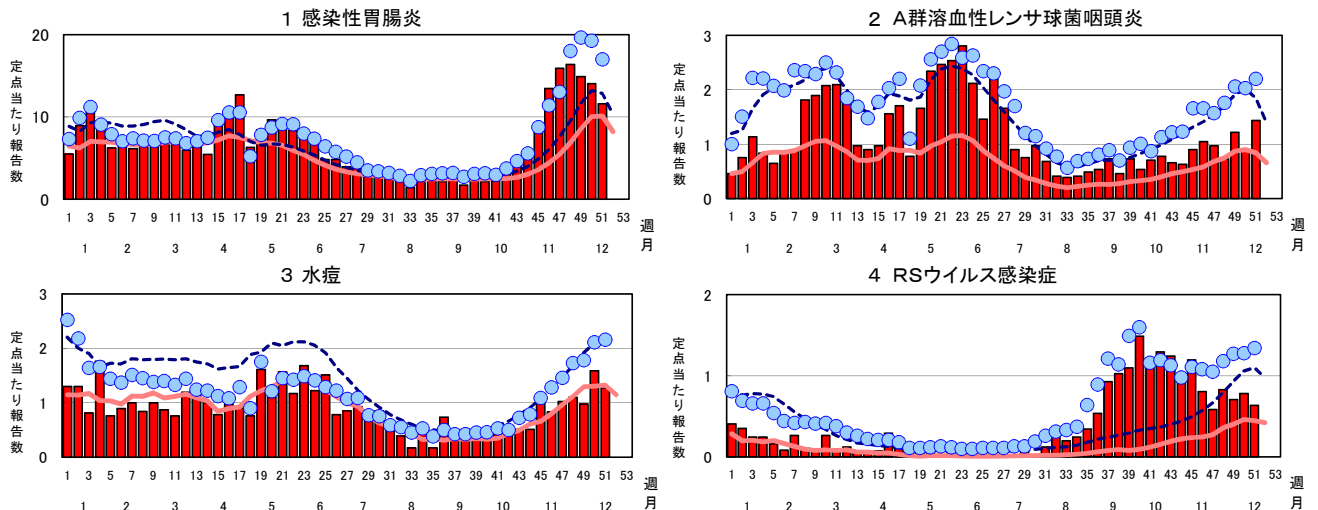 1 感染性胃腸炎
定点当たり報告数
20
10
0
1 3 5 7 9 11 13 15 17 19 21 23 25 27 29 31 33 35 37 39 41 43 45 47 49 51 53 週
1 2 3 4 5 6 7 8 9 10 11 12 月
2 A群溶血性レンサ球菌咽頭炎
定点当たり報告数
3
2
1
0
1 3 5 7 9 11 13 15 17 19 21 23 25 27 29 31 33 35 37 39 41 43 45 47 49 51 53 週
1 2 3 4 5 6 7 8 9 10 11 12 月
3 水痘
定点当たり報告数
3
2
1
0
1 3 5 7 9 11 13 15 17 19 21 23 25 27 29 31 33 35 37 39 41 43 45 47 49 51 53 週
1 2 3 4 5 6 7 8 9 10 11 12 月
4 RSウイルス感染症
定点当たり報告数
2
1
0
1 3 5 7 9 11 13 15 17 19 21 23 25 27 29 31 33 35 37 39 41 43 45 47 49 51 53 週
1 2 3 4 5 6 7 8 9 10 11 12 月